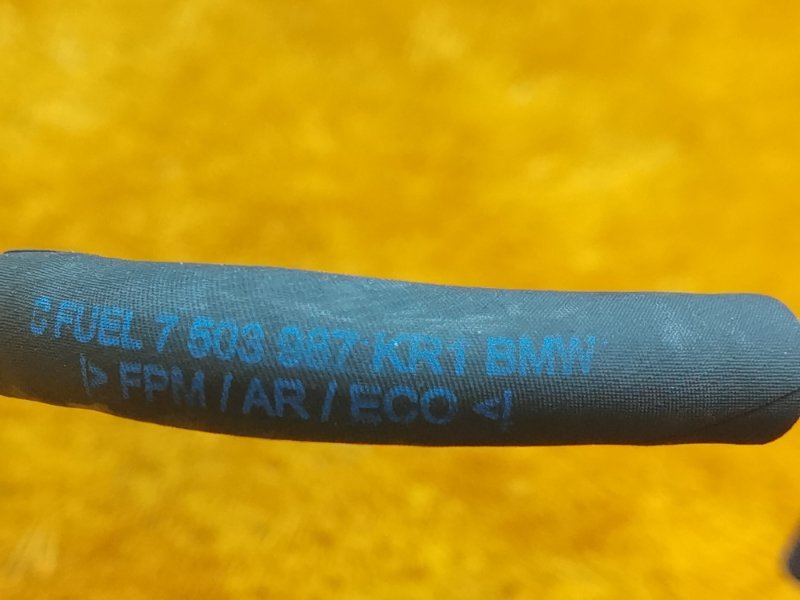 C FUEL 7 503 987 KR1 BMW
|> FPM / AR / ECO <|